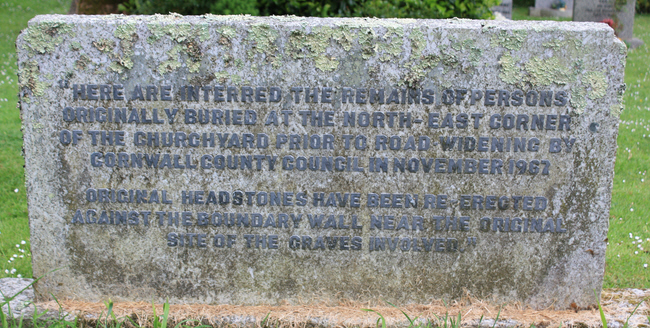 "HERE ARE INTERRED THE REMAINS OF PERSONS
ORIGINALLY BURIED AT THE NORTH-EAST CORNER
OF THE CHURCHYARD PRIOR TO ROAD WIDENING BY
CORNWALL COUNTY COUNCIL IN NOVEMBER 1967
ORIGINAL HEADSTONES HAVE BEEN RE-ERECTED
AGAINST THE BOUNDARY WALL NEAR THE ORIGINAL
SITE OF THE GRAVES INVOLVED."